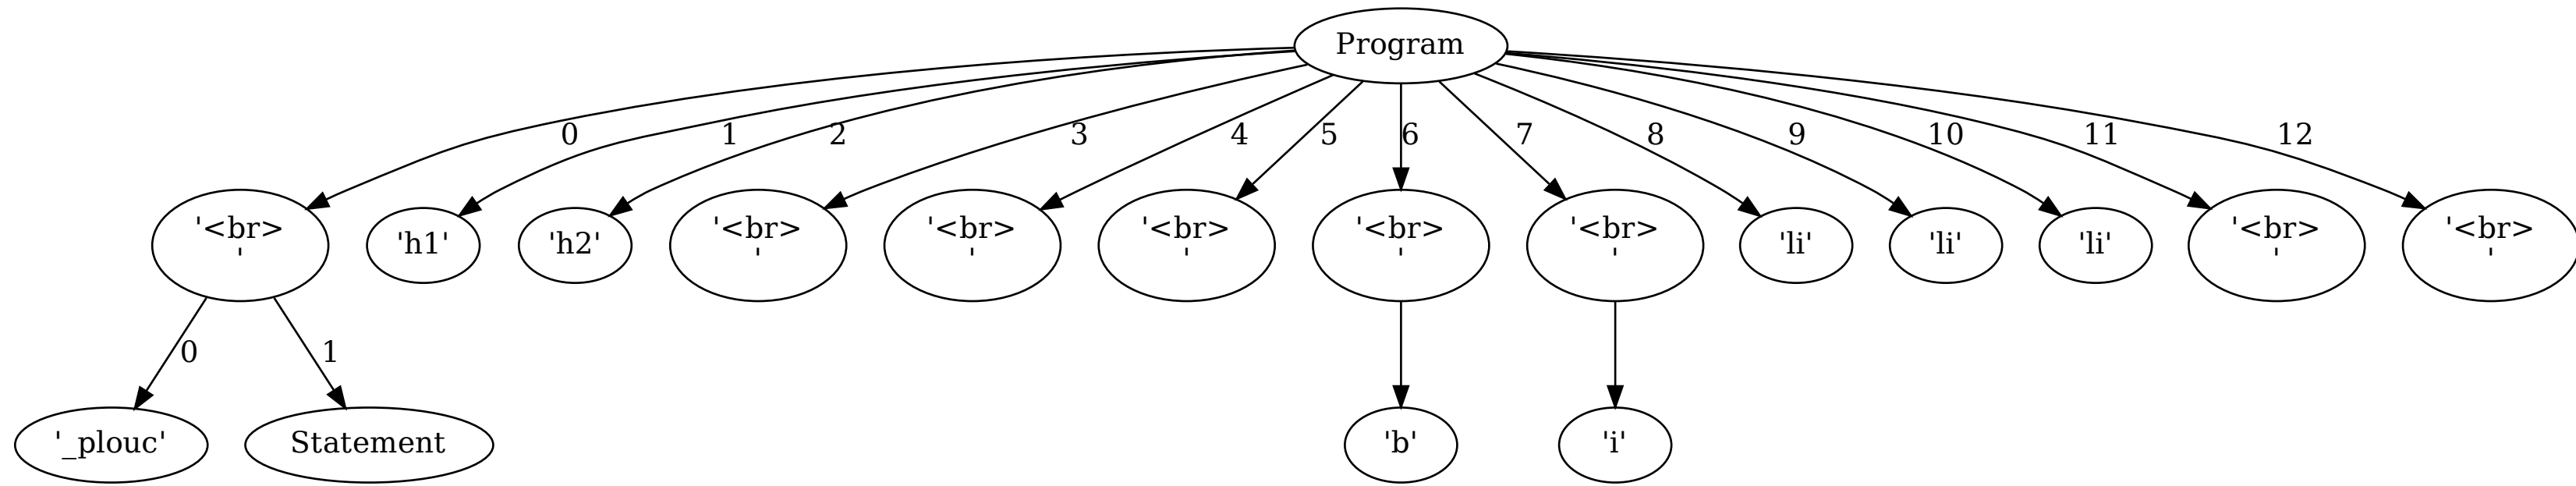 Program
0 1 2 3 4 5 6 7 8 9 10 11 12
'<br> 'h1' 'h2' '<br> '<br> '<br> '<br> '<br> 'li' 'li' 'li' '<br> '<br>
' ' ' ' ' ' ' '
0 1
'_plouc' Statement 'b' 'i'